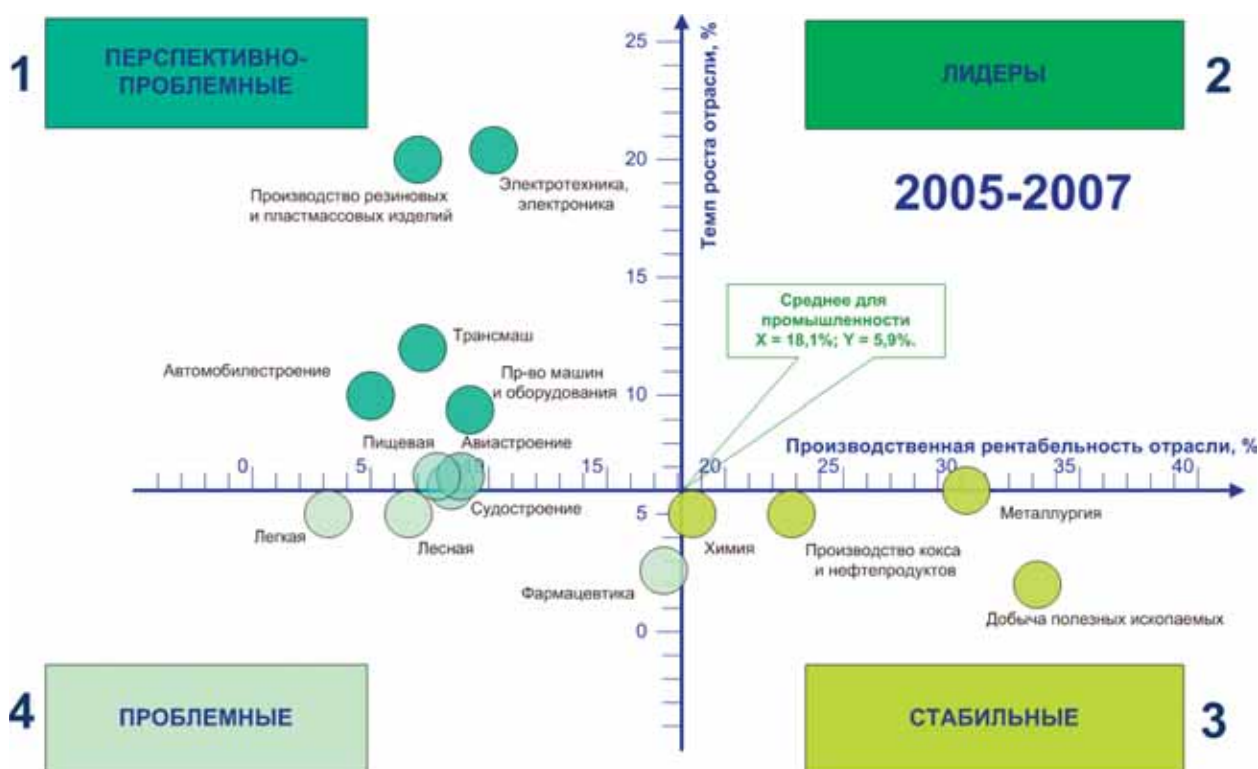 1
ПЕРСПЕКТИВНО-
ПРОБЛЕМНЫЕ
ЛИДЕРЫ
2
2005-2007
Темп роста отрасли, %
25
20
15
10
5
0
Производство резиновых
и пластмассовых изделий
Электротехника,
электроника
Среднее для
промышленности
X = 18,1%; Y = 5,9%.
Трансмаш
Автомобилестроение
Пр-во машин
и оборудования
Пищевая
Авиастроение
Производственная рентабельность отрасли, %
0
5
10
15
20
25
30
35
40
Судостроение
Легкая
Лесная
Фармацевтика
Химия
Производство кокса
и нефтепродуктов
Металлургия
Добыча полезных ископаемых
4
ПРОБЛЕМНЫЕ
СТАБИЛЬНЫЕ
3